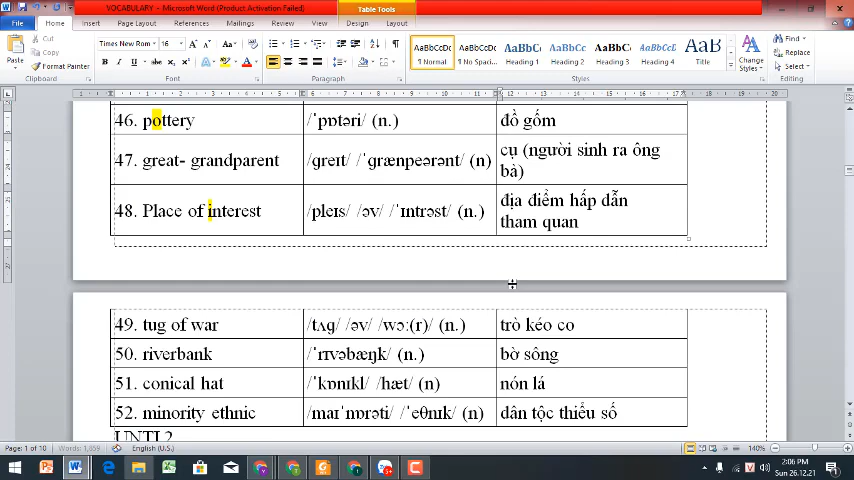 VOCABULARY - Microsoft Word (Product Activation Failed)
Table Tools
File Home Insert Page Layout References Mailings Review View Design Layout
Cut
Copy
Format Painter
Paste
Clipboard
Times New Rom 16
Font
Paragraph
AaBbCcDc AaBbCcDc AaBbC AaBbCc AaBbCc AaBbCcD AaB
¶ Normal ¶ No Spaci... Heading 1 Heading 2 Heading 3 Heading 4 Title
Styles
Change Styles
Find
Replace
Select
Editing
46. pottery /ˈpɒtəri/ (n.) đồ gốm
47. great- grandparent /ɡreɪt/ /ˈɡrænpeərənt/ (n) cụ (người sinh ra ông
bà)
48. Place of interest /pleɪs/ /əv/ /ˈɪntrəst/ (n.) địa điểm hấp dẫn
tham quan
49. tug of war /tʌɡ/ /əv/ /wɔː(r)/ (n.) trò kéo co
50. riverbank /ˈrɪvəbæŋk/ (n.) bờ sông
51. conical hat /ˈkɒnɪkl/ /hæt/ (n) nón lá
52. minority ethnic /maɪˈnɒrəti/ /ˈeθnɪk/ (n) dân tộc thiểu số
Page: 1 of 10 Words: 1,859 English (U.S.) 140%
2:06 PM
Sun 26.12.21